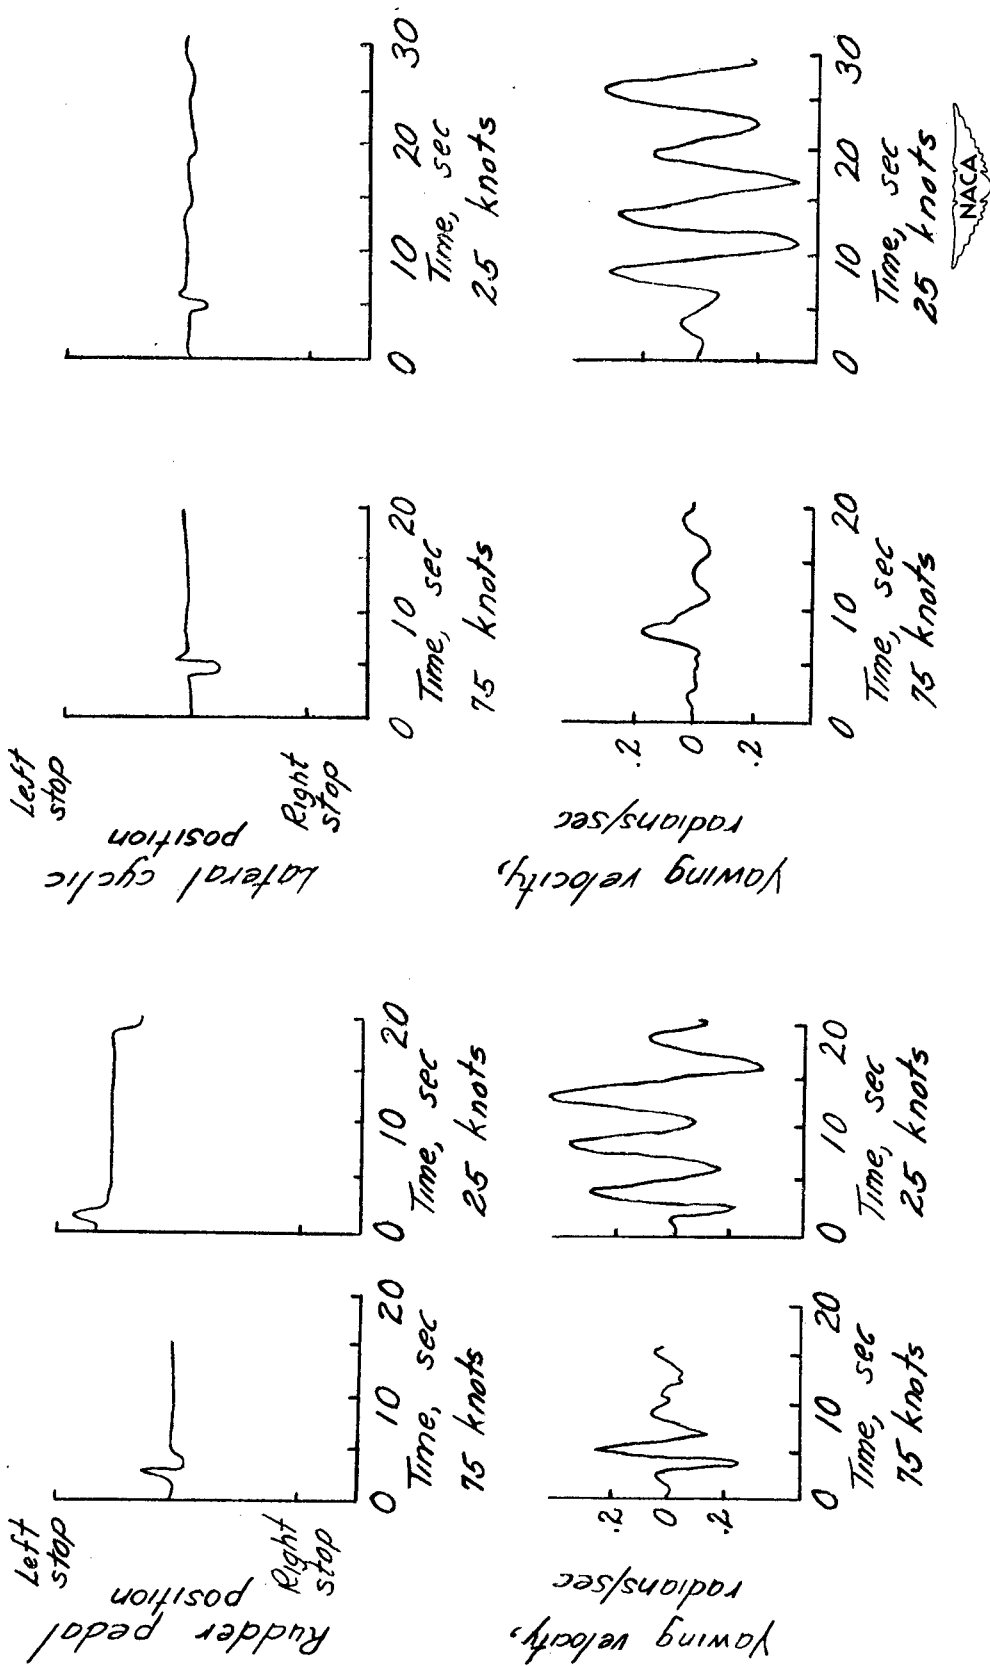 Left
stop
Rudder pedal
position
Right
stop
0 10 20
Time, sec
75 knots
0 10 20
Time, sec
25 knots
Left
stop
Lateral cyclic
position
Right
stop
0 10 20
Time, sec
75 knots
0 10 20 30
Time, sec
25 knots
Yawing velocity,
radians/sec
.2
0
.2
0 10 20
Time, sec
75 knots
0 10 20
Time, sec
25 knots
Yawing velocity,
radians/sec
.2
0
.2
0 10 20
Time, sec
75 knots
0 10 20 30
Time, sec
25 knots
NACA